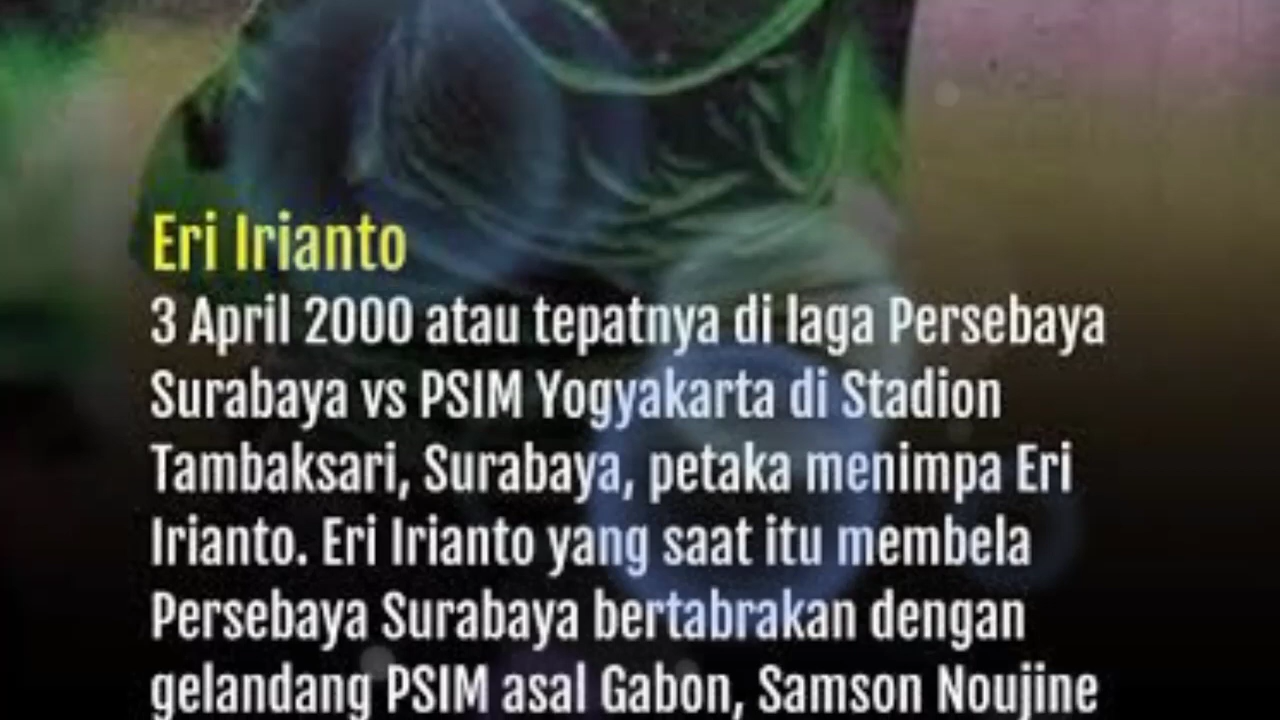 Eri Irianto
3 April 2000 atau tepatnya di laga Persebaya
Surabaya vs PSIM Yogyakarta di Stadion
Tambaksari, Surabaya, petaka menimpa Eri
Irianto. Eri Irianto yang saat itu membela
Persebaya Surabaya bertabrakan dengan
gelandang PSIM asal Gabon, Samson Noujine